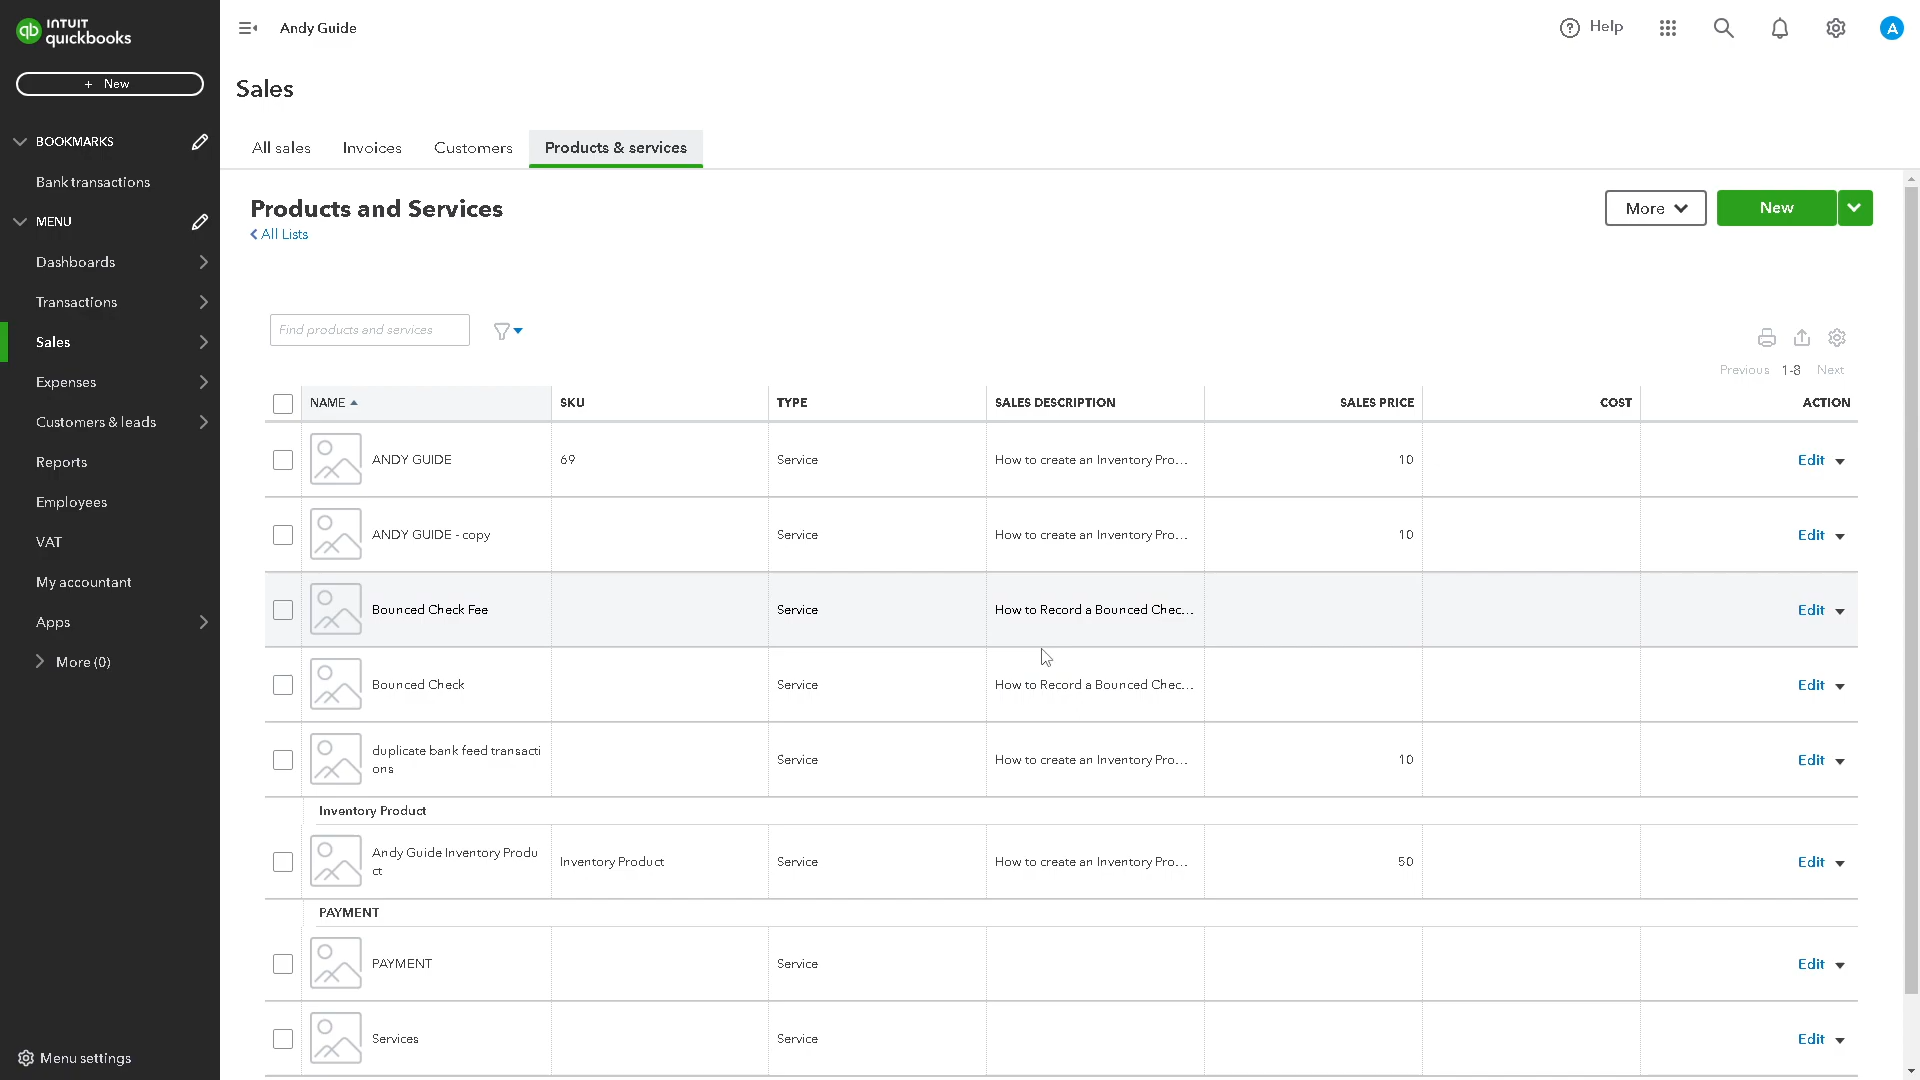 INTUIT
qb quickbooks
Andy Guide
Help
A
+ New
Sales
BOOKMARKS
All sales
Invoices
Customers
Products & services
Bank transactions
MENU
Products and Services
More
New
All Lists
Dashboards
Transactions
Sales
Expenses
Customers & leads
Reports
Employees
VAT
My accountant
Apps
More (0)
Menu settings
Find products and services
Previous 1-8 Next
NAME SKU TYPE SALES DESCRIPTION SALES PRICE COST ACTION
ANDY GUIDE 69 Service How to create an Inventory Pro... 10 Edit
ANDY GUIDE - copy Service How to create an Inventory Pro... 10 Edit
Bounced Check Fee Service How to Record a Bounced Chec... Edit
Bounced Check Service How to Record a Bounced Chec... Edit
duplicate bank feed transacti
ons
Service How to create an Inventory Pro... 10 Edit
Inventory Product
Andy Guide Inventory Produ
ct
Inventory Product Service How to create an Inventory Pro... 50 Edit
PAYMENT
PAYMENT Service Edit
Services Service Edit